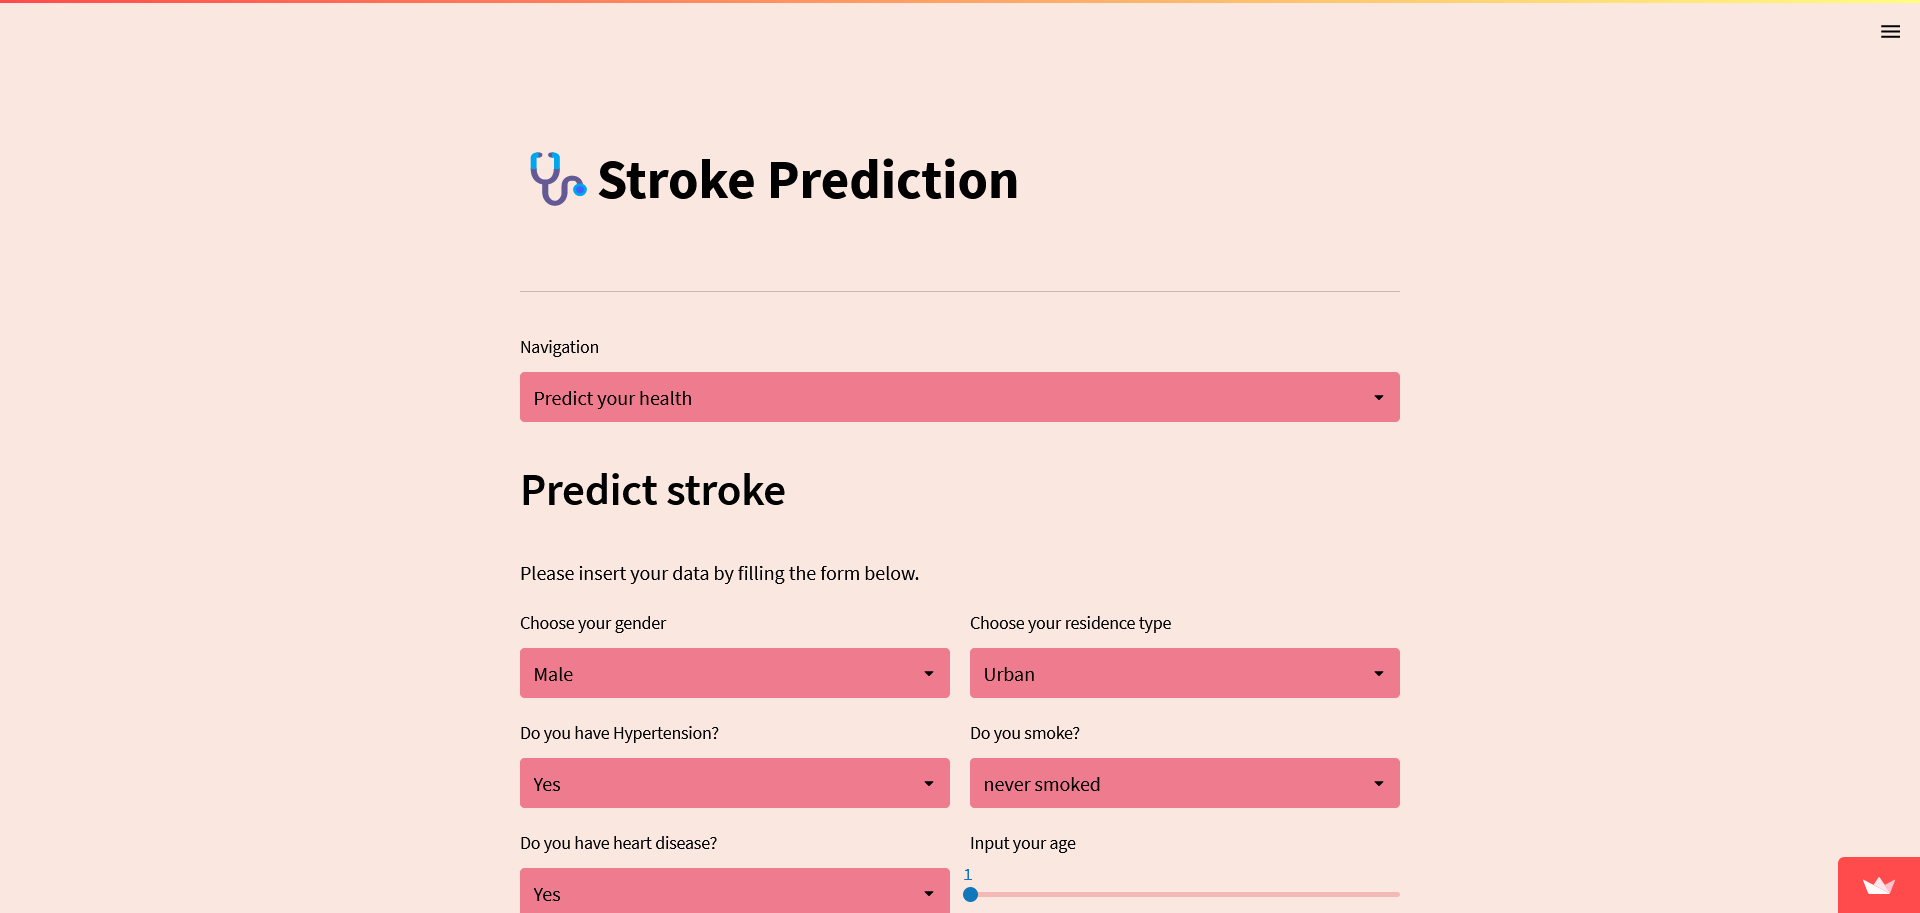 Stroke Prediction
Navigation
Predict your health
Predict stroke
Please insert your data by filling the form below.
Choose your gender
Choose your residence type
Male
Urban
Do you have Hypertension?
Do you smoke?
Yes
never smoked
Do you have heart disease?
Input your age
1
Yes